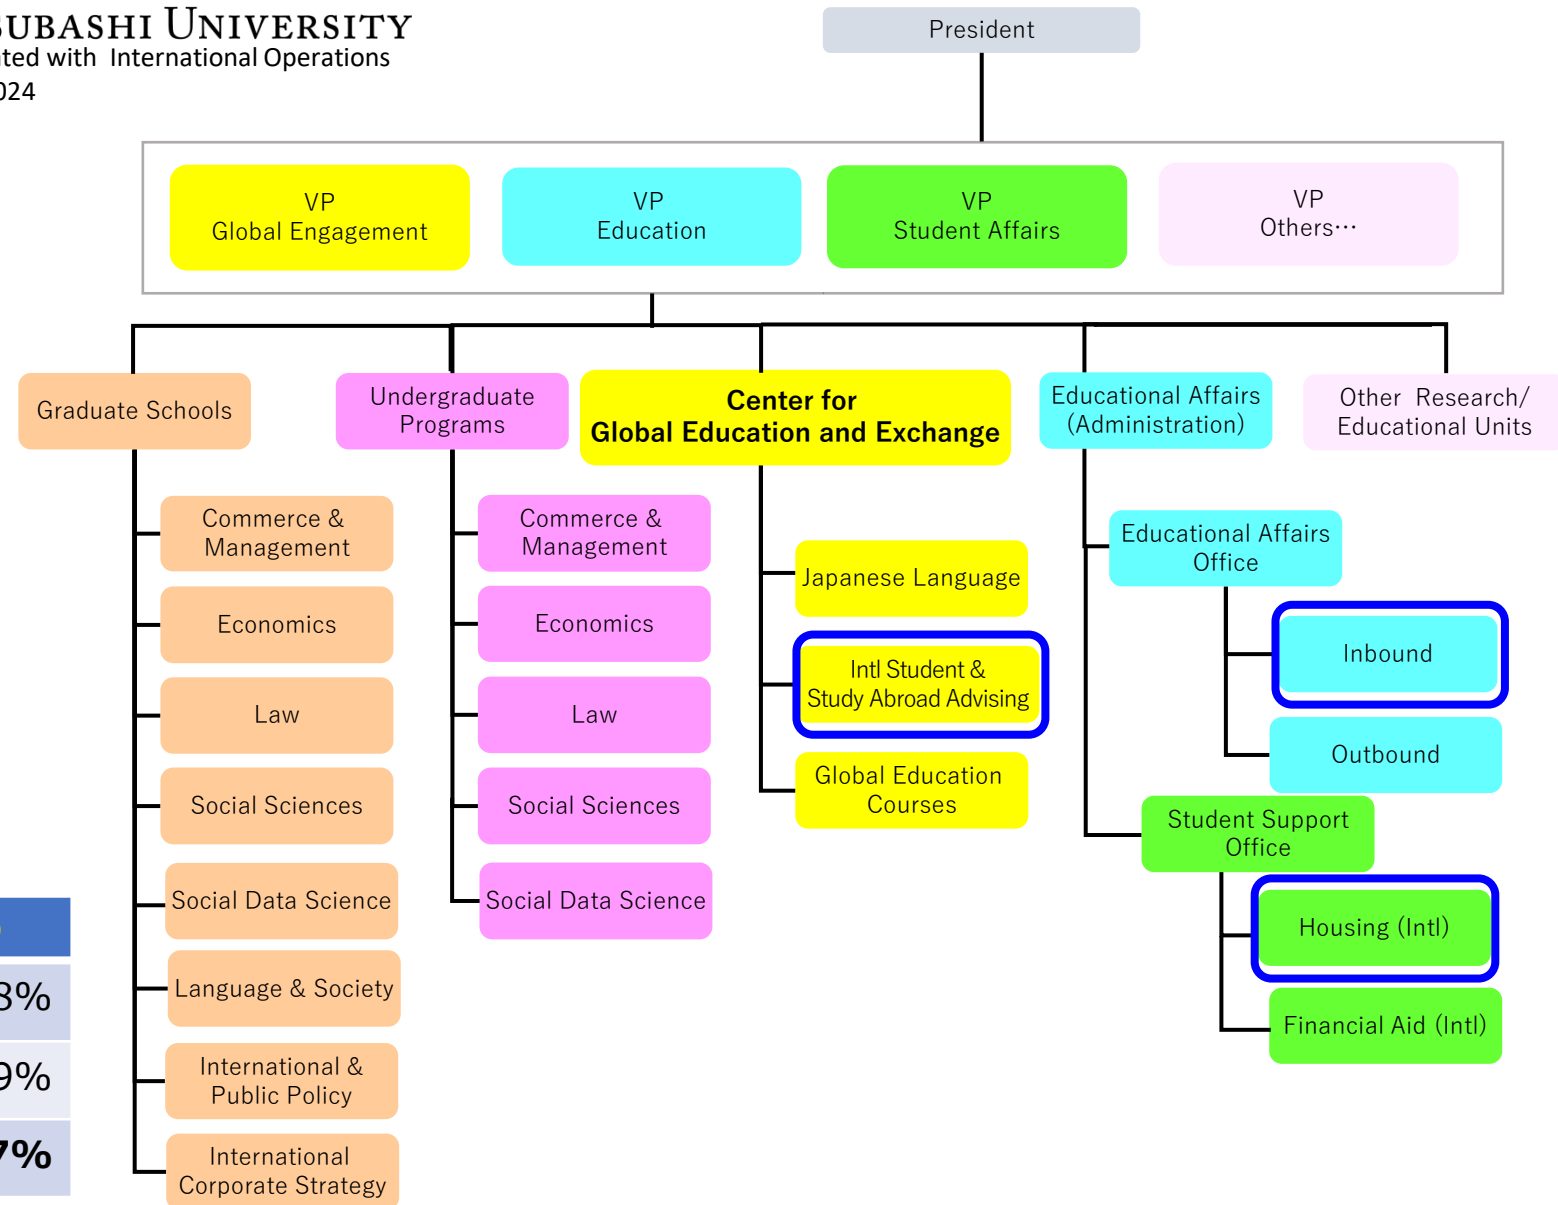 UBASHI UNIVERSITY
with International Operations
024
President
VP
Global Engagement
VP
Education
VP
Student Affairs
VP
Others…
Graduate Schools
Undergraduate
Programs
Center for
Global Education and Exchange
Educational Affairs
(Administration)
Other Research/
Educational Units
Commerce &
Management
Economics
Law
Social Sciences
Social Data Science
Language & Society
International &
Public Policy
International
Corporate Strategy
Commerce &
Management
Economics
Law
Social Sciences
Social Data Science
Japanese Language
Intl Student &
Study Abroad Advising
Global Education
Courses
Educational Affairs
Office
Inbound
Outbound
Student Support
Office
Housing (Intl)
Financial Aid (Intl)
8%
9%
7%